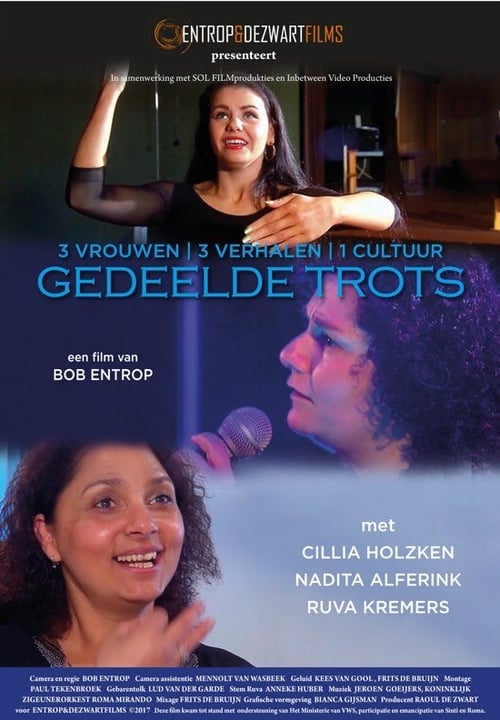 ENTROP&DEZWARTFILMS
presenteert
In samenwerking met SOL FILMprodukties en Inbetween Video Producties
3 VROUWEN | 3 VERHALEN | 1 CULTUUR
GEDEELDE TROTS
een film van
BOB ENTROP
met
CILLIA HOLZKEN
NADITA ALFERINK
RUVA KREMERS
Camera en regie BOB ENTROP Camera assistentie MENNOLT VAN WASBEEK Geluid KEES VAN GOOL , FRITS DE BRUIJN Montage
PAUL TEKENBROEK Gebarentolk LUD VAN DER GARDE Stem Ruva ANNEKE HUBER Muziek JEROEN GOEIJERS, KONINKLIJK
ZIGEUNERORKEST ROMA MIRANDO Mixage FRITS DE BRUIJN Grafische vormgeving BIANCA GIJSMAN Producent RAOUL DE ZWART
voor ENTROP&DEZWARTFILMS ©2017 Deze film kwam tot stand met ondersteuning van Het Ministerie van VWS, participatie en emancipatie van Sinti en Roma.